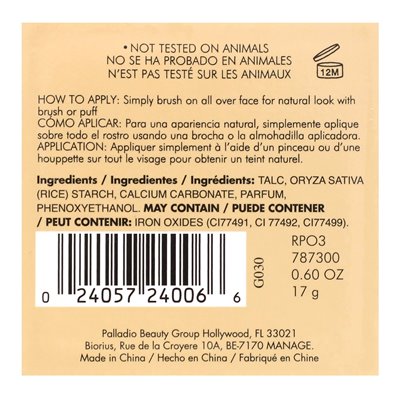 • NOT TESTED ON ANIMALS
NO SE HA PROBADO EN ANIMALES
N'EST PAS TESTÉ SUR LES ANIMAUX
12M
HOW TO APPLY: Simply brush on all over face for natural look with
brush or puff
CÓMO APLICAR: Para una apariencia natural, simplemente aplique
sobre todo el rostro usando una brocha o la almohadilla aplicadora.
APPLICATION: Appliquer simplement à l'aide d'un pinceau ou d'une
houppette sur tout le visage pour obtenir un teint naturel.
Ingredients / Ingredientes / Ingrédients: TALC, ORYZA SATIVA
(RICE) STARCH, CALCIUM CARBONATE, PARFUM,
PHENOXYETHANOL. MAY CONTAIN / PUEDE CONTENER
/ PUT CONTENIR: IRON OXIDES (CI77491, CI 77492, CI77499).
0 24057 24006 6
G030
RPO3
787300
0.60 OZ
17 g
Palladio Beauty Group Hollywood, FL 33021
Biorius, Rue de la Croyere 10A, BE-7170 MANAGE.
Made in China / Hecho en China / Fabriqué en Chine